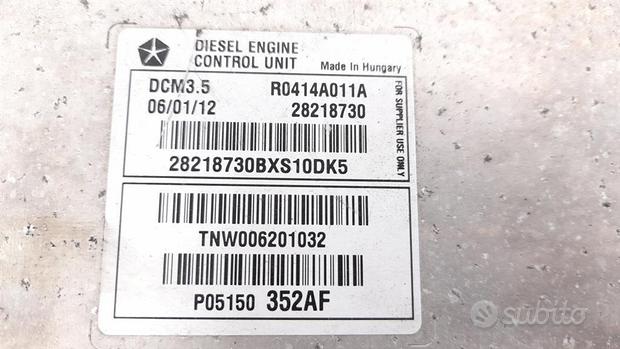 DIESEL ENGINE
CONTROL UNIT
Made In Hungary
DCM3.5 R0414A011A
06/01/12 28218730
28218730BXS10DK5
FOR SUPPLIER USE ONLY
TNW006201032
P05150 352AF
subito